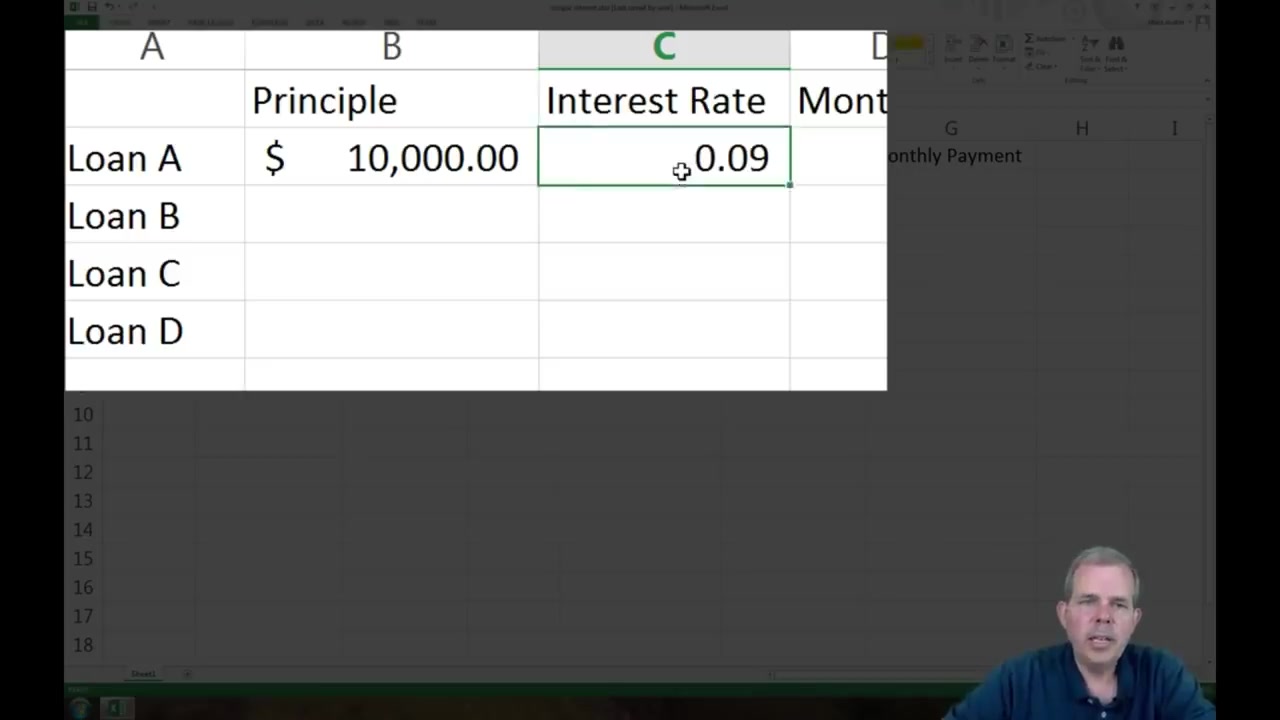 A B C D
Principle Interest Rate Mont
Loan A $ 10,000.00 0.09
Loan B
Loan C
Loan D
G H I
onthly Payment
10
11
12
13
14
15
16
17
18
Sheet1